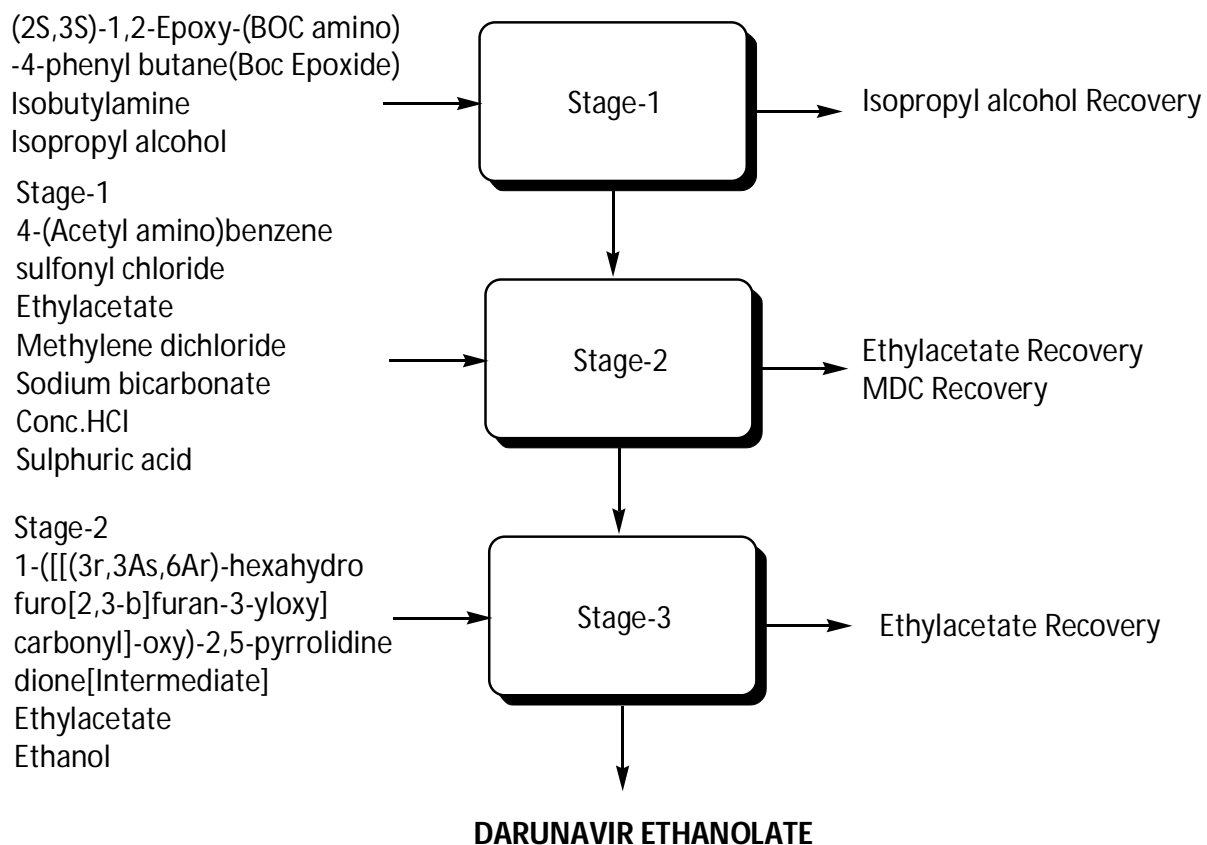 (2S,3S)-1,2-Epoxy-(BOC amino)
-4-phenyl butane(Boc Epoxide)
Isobutylamine
Isopropyl alcohol
Stage-1
Isopropyl alcohol Recovery
Stage-1
4-(Acetyl amino)benzene
sulfonyl chloride
Ethylacetate
Methylene dichloride
Sodium bicarbonate
Conc.HCl
Sulphuric acid
Stage-2
Ethylacetate Recovery
MDC Recovery
Stage-2
1-([[(3r,3As,6Ar)-hexahydro
furo[2,3-b]furan-3-yloxy]
carbonyl]-oxy)-2,5-pyrrolidine
dione[Intermediate]
Ethylacetate
Ethanol
Stage-3
Ethylacetate Recovery
DARUNAVIR ETHANOLATE